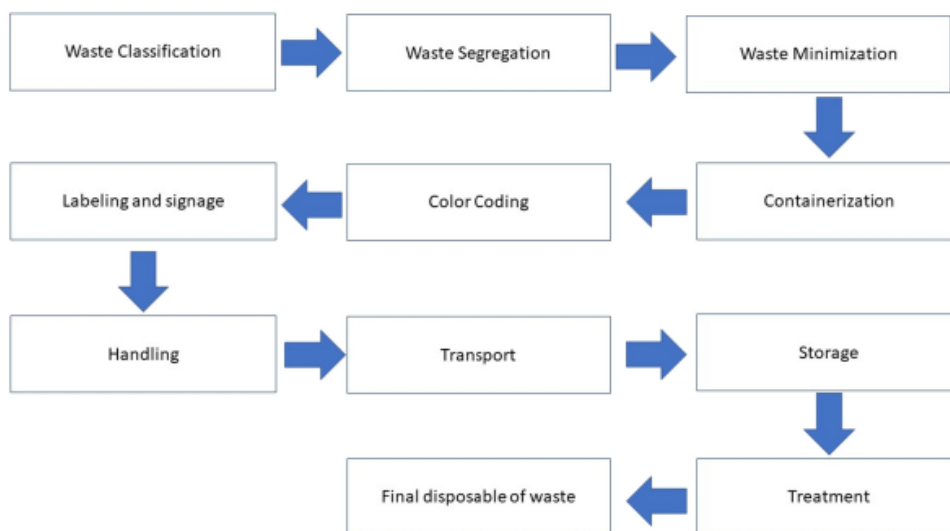 Waste Classification
Waste Segregation
Waste Minimization
Containerization
Color Coding
Labeling and signage
Handling
Transport
Storage
Treatment
Final disposable of waste